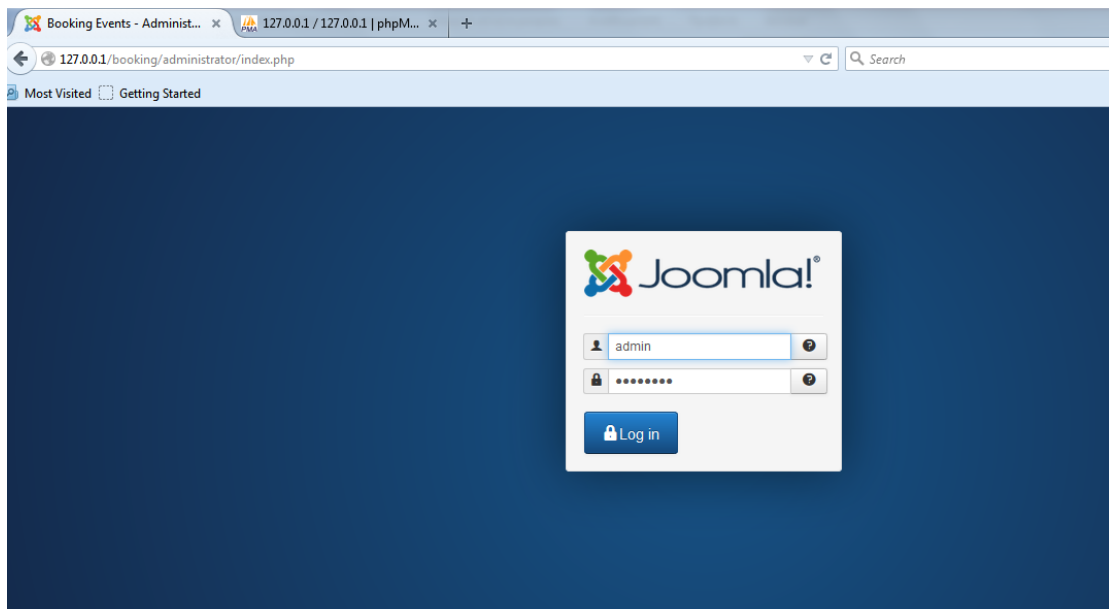 Booking Events - Administ... × PMA 127.0.0.1 / 127.0.0.1 | phpM... × +
127.0.0.1/booking/administrator/index.php Search
Most Visited Getting Started
Joomla!®
admin
••••••••
Log in